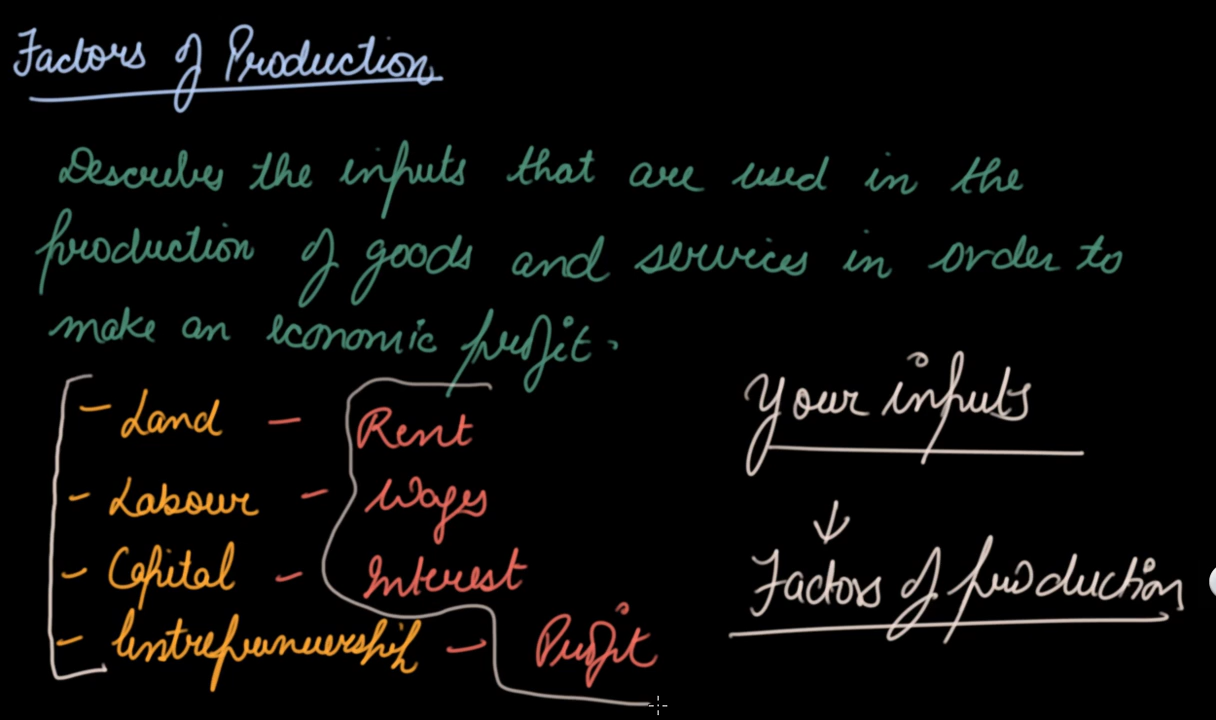 Factors of Production
Describes the inputs that are used in the
production of goods and services in order to
make an economic profit.
- Land - Rent
- Labour - Wages
- Capital - Interest
- Entrepreneurship - Profit
Your inputs
↓
Factors of production